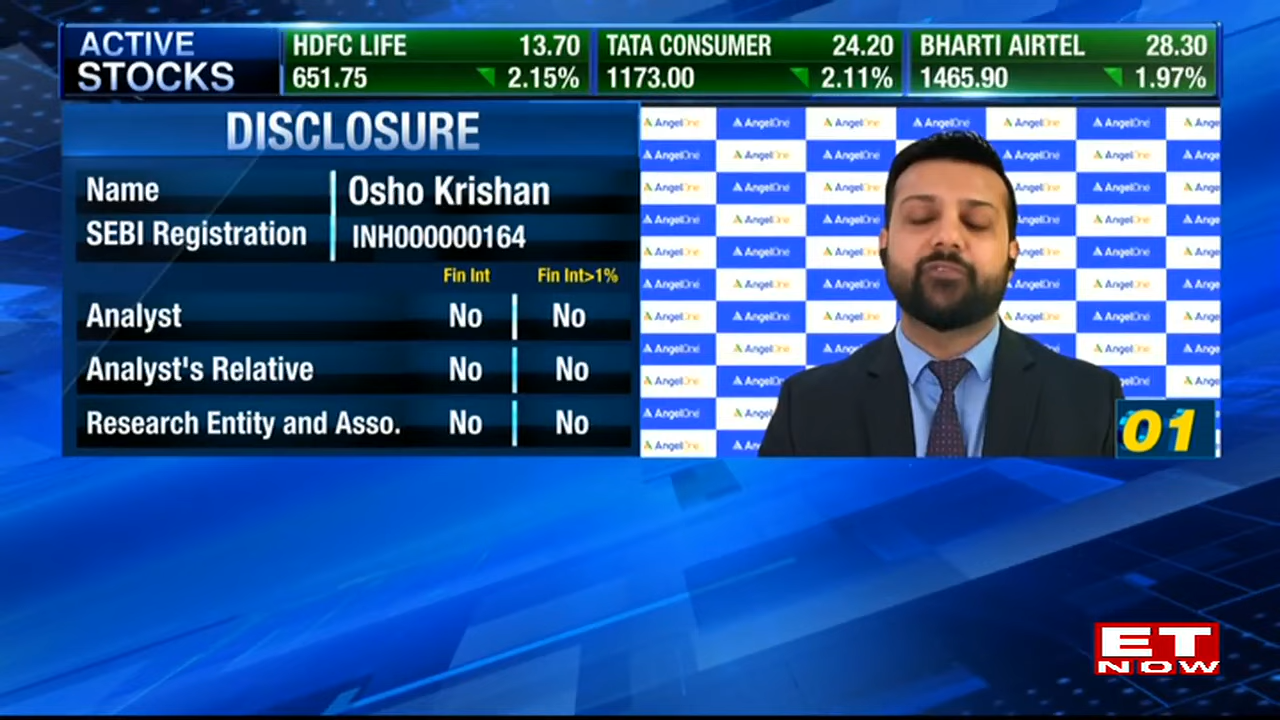 ACTIVE
STOCKS
HDFC LIFE 13.70
651.75 2.15%
TATA CONSUMER 24.20
1173.00 2.11%
BHARTI AIRTEL 28.30
1465.90 1.97%
DISCLOSURE
Name Osho Krishan
SEBI Registration INH000000164
Fin Int Fin Int>1%
Analyst No No
Analyst's Relative No No
Research Entity and Asso. No No
AngelOne
01
ET
NOW